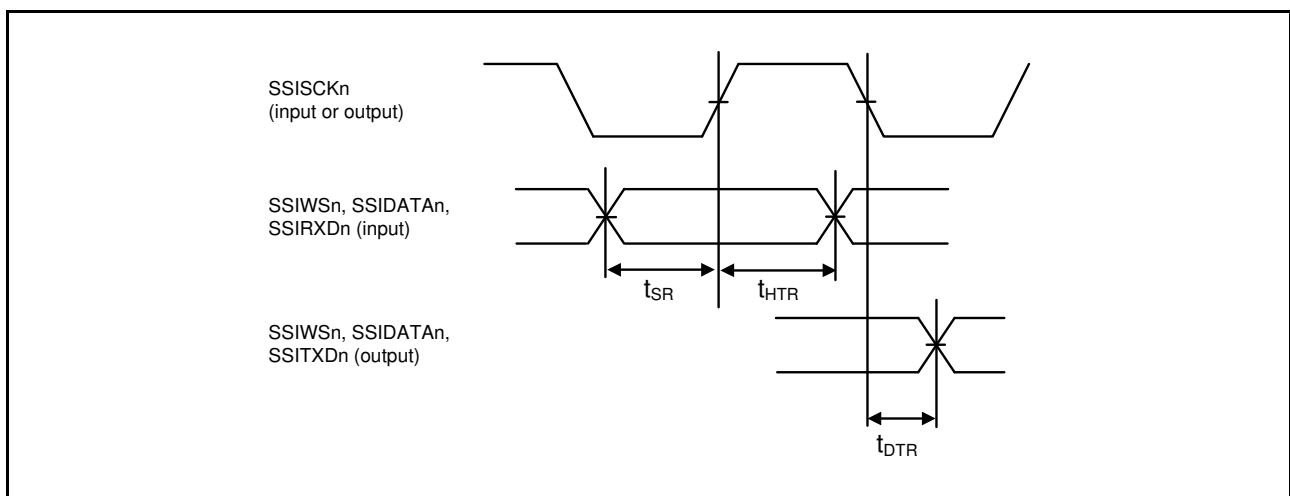 SSISCKn
(input or output)
SSIWSn, SSIDATAn,
SSIRXDn (input)
tSR
tHTR
SSIWSn, SSIDATAn,
SSITXDn (output)
tDTR